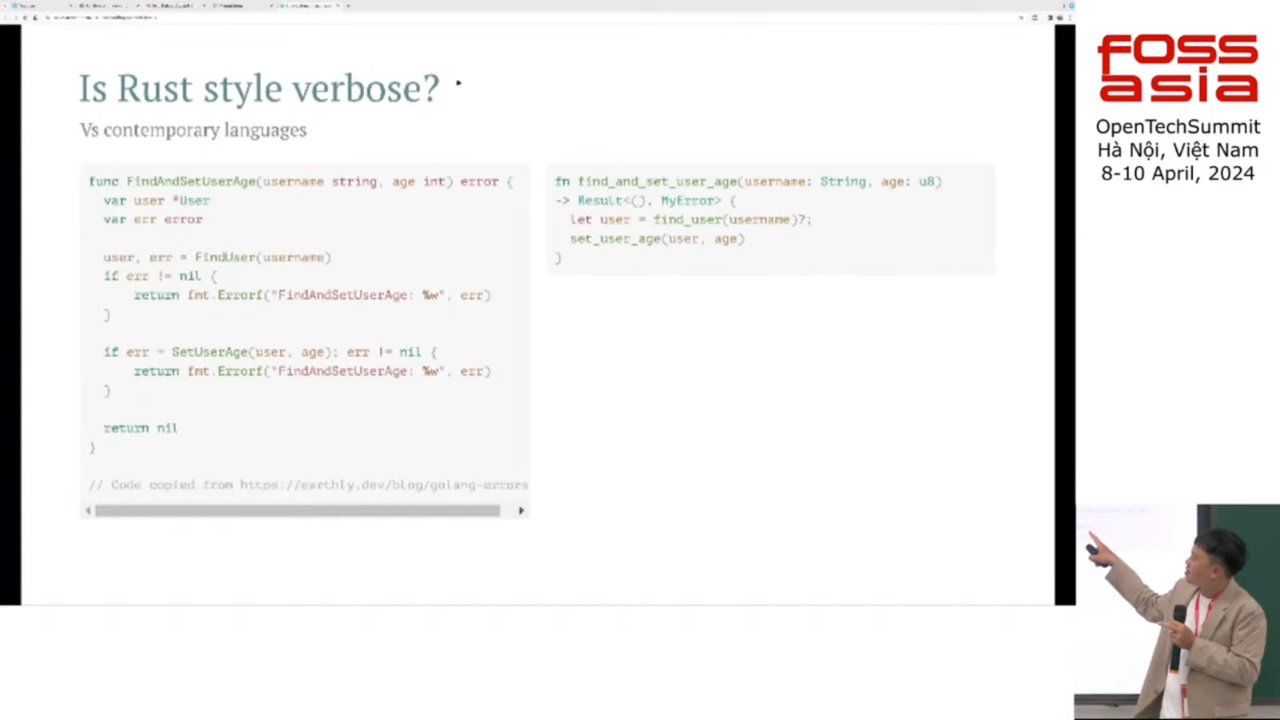 Is Rust style verbose?
Vs contemporary languages
func FindAndSetUserAge(username string, age int) error {
var user *User
var err error
user, err = FindUser(username)
if err != nil {
return fmt.Errorf("FindAndSetUserAge: %w", err)
}
if err = SetUserAge(user, age); err != nil {
return fmt.Errorf("FindAndSetUserAge: %w", err)
}
return nil
}
// Code copied from https://earthly.dev/blog/golang-errors
fn find_and_set_user_age(username: String, age: u8)
-> Result<(), MyError> {
let user = find_user(username)?;
set_user_age(user, age)
}
foss
asia
OpenTechSummit
Hà Nội, Việt Nam
8-10 April, 2024